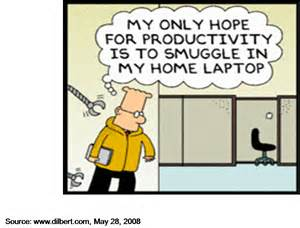 MY ONLY HOPE
FOR PRODUCTIVITY
IS TO SMUGGLE IN
MY HOME LAPTOP
Source: www.dilbert.com, May 28, 2008